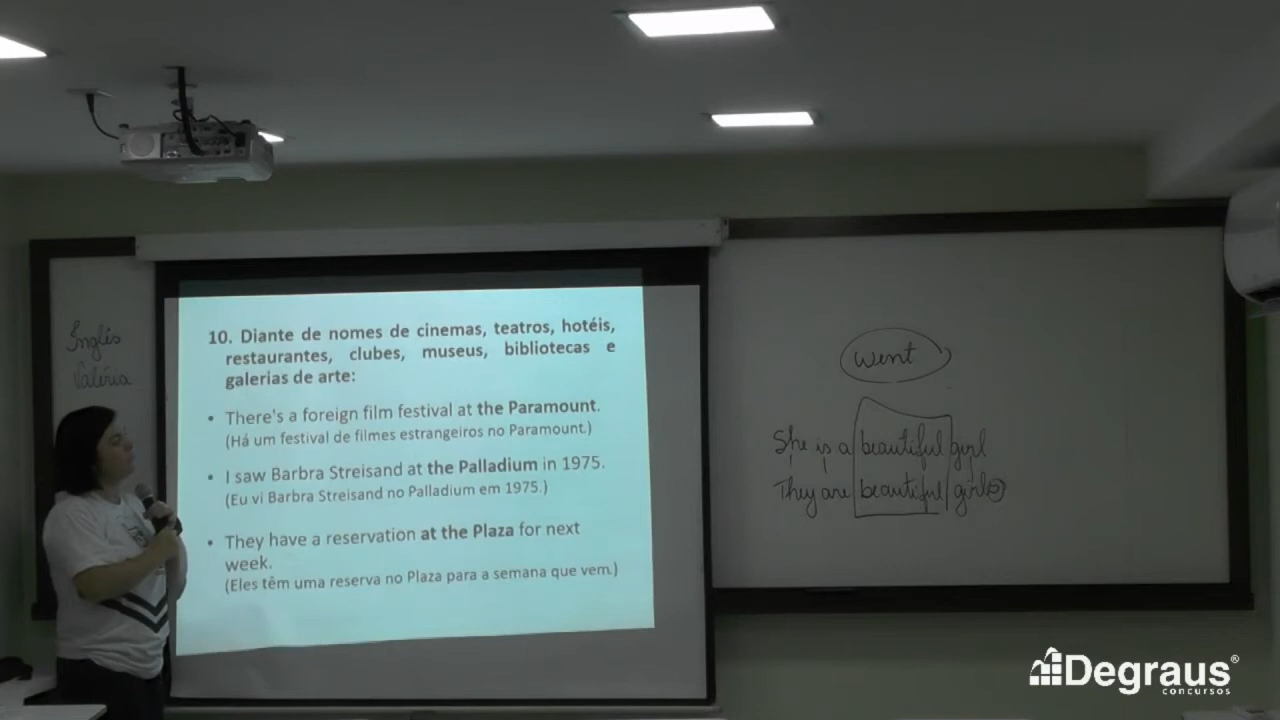 Inglês
Valéria
10. Diante de nomes de cinemas, teatros, hotéis,
restaurantes, clubes, museus, bibliotecas e
galerias de arte:
• There's a foreign film festival at the Paramount.
(Há um festival de filmes estrangeiros no Paramount.)
• I saw Barbra Streisand at the Palladium in 1975.
(Eu vi Barbra Streisand no Palladium em 1975.)
• They have a reservation at the Plaza for next
week.
(Eles têm uma reserva no Plaza para a semana que vem.)
went
She is a beautiful girl
They are beautiful girls
Degraus®
concursos